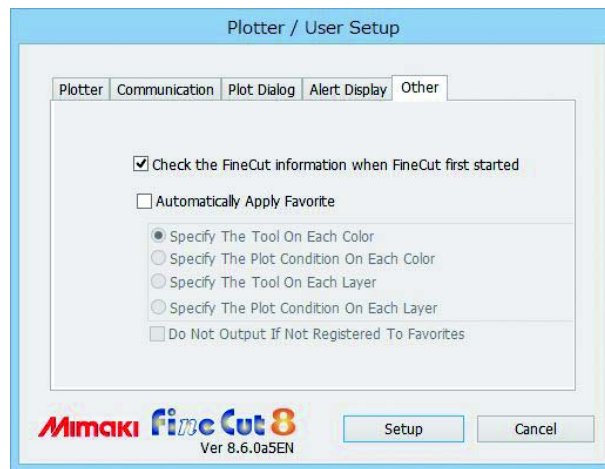 Plotter / User Setup
Plotter Communication Plot Dialog Alert Display Other
Check the FineCut information when FineCut first started
Automatically Apply Favorite
Specify The Tool On Each Color
Specify The Plot Condition On Each Color
Specify The Tool On Each Layer
Specify The Plot Condition On Each Layer
Do Not Output If Not Registered To Favorites
Mimaki Fine Cut 8 Setup Cancel
Ver 8.6.0a5EN